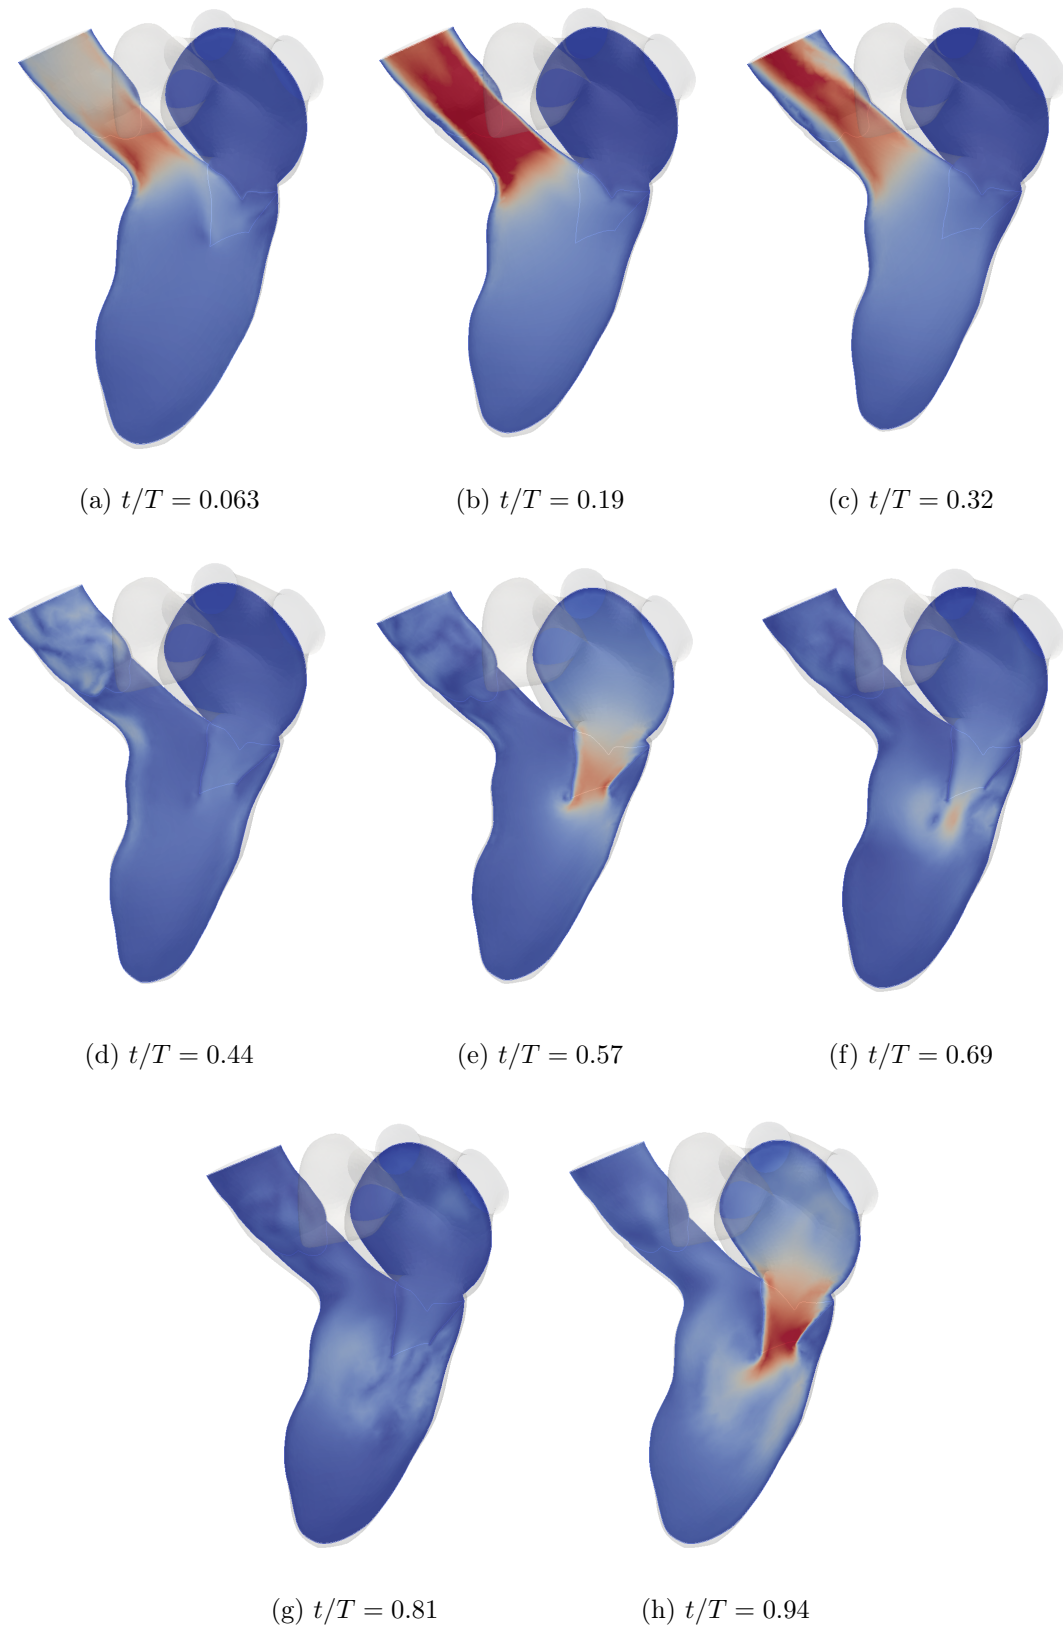 (a) t/T = 0.063
(b) t/T = 0.19
(c) t/T = 0.32
(d) t/T = 0.44
(e) t/T = 0.57
(f) t/T = 0.69
(g) t/T = 0.81
(h) t/T = 0.94